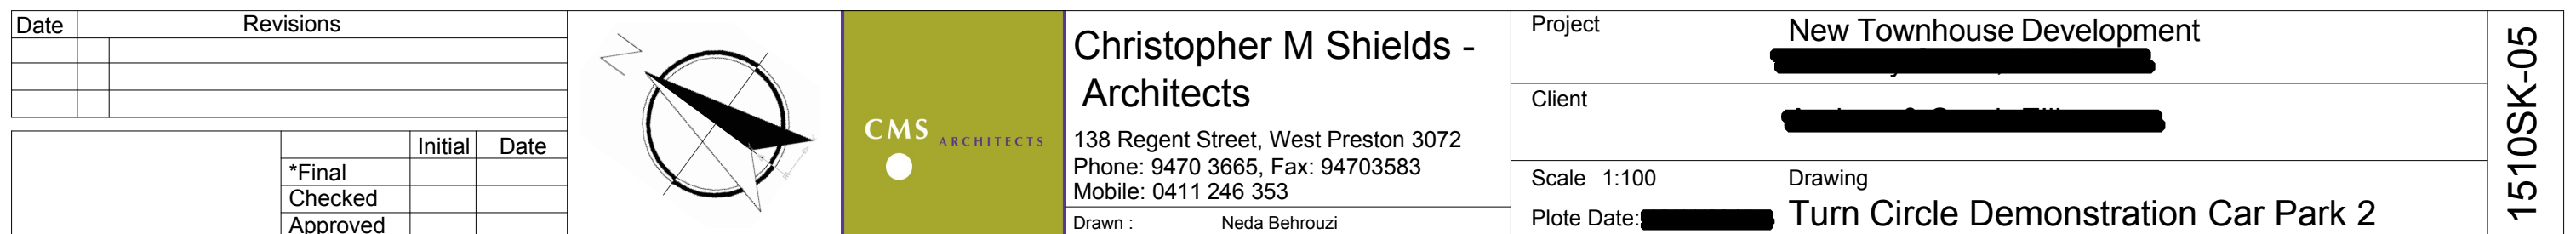 Date Revisions
Initial Date
*Final
Checked
Approved
N
CMS ARCHITECTS
Christopher M Shields -
Architects
138 Regent Street, West Preston 3072
Phone: 9470 3665, Fax: 94703583
Mobile: 0411 246 353
Drawn : Neda Behrouzi
Project New Townhouse Development
Client
Scale 1:100 Drawing
Plote Date: Turn Circle Demonstration Car Park 2
1510SK-05